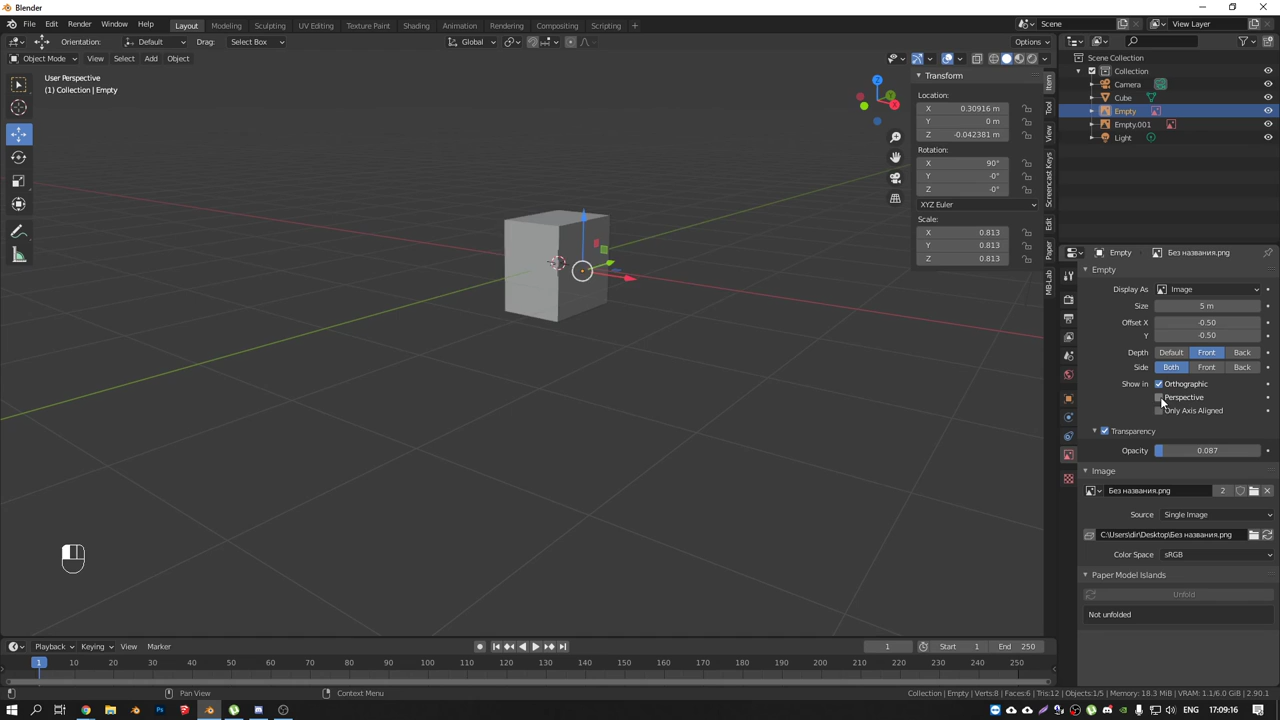 Blender
File Edit Render Window Help Layout Modeling Sculpting UV Editing Texture Paint Shading Animation Rendering Compositing Scripting + Scene View Layer
Orientation: Default Drag: Select Box Global Options
Object Mode View Select Add Object
User Perspective
(1) Collection | Empty
Z
Y
X
Transform
Location:
X 0.30916 m
Y 0 m
Z -0.042381 m
Rotation:
X 90°
Y -0°
Z -0°
XYZ Euler
Scale:
X 0.813
Y 0.813
Z 0.813
Item
Tool
View
Screencast Keys
Edit
Paper
MB-Lab
Scene Collection
Collection
Camera
Cube
Empty
Empty.001
Light
Empty Без названия.png
Empty
Display As Image
Size 5 m
Offset X -0.50
Y -0.50
Depth Default Front Back
Side Both Front Back
Show in Orthographic
Perspective
Only Axis Aligned
Transparency
Opacity 0.087
Image
Без названия.png 2
Source Single Image
C:\Users\dir\Desktop\Без названия.png
Color Space sRGB
Paper Model Islands
Unfold
Not unfolded
Playback Keying View Marker 1 Start 1 End 250
1 10 20 30 40 50 60 70 80 90 100 110 120 130 140 150 160 170 180 190 200 210 220 230 240 250
Pan View Context Menu Collection | Empty | Verts:8 | Faces:6 | Tris:12 | Objects:1/5 | Memory: 18.3 MiB | VRAM: 1.1/6.0 GiB | 2.90.1
ENG 17:09:16